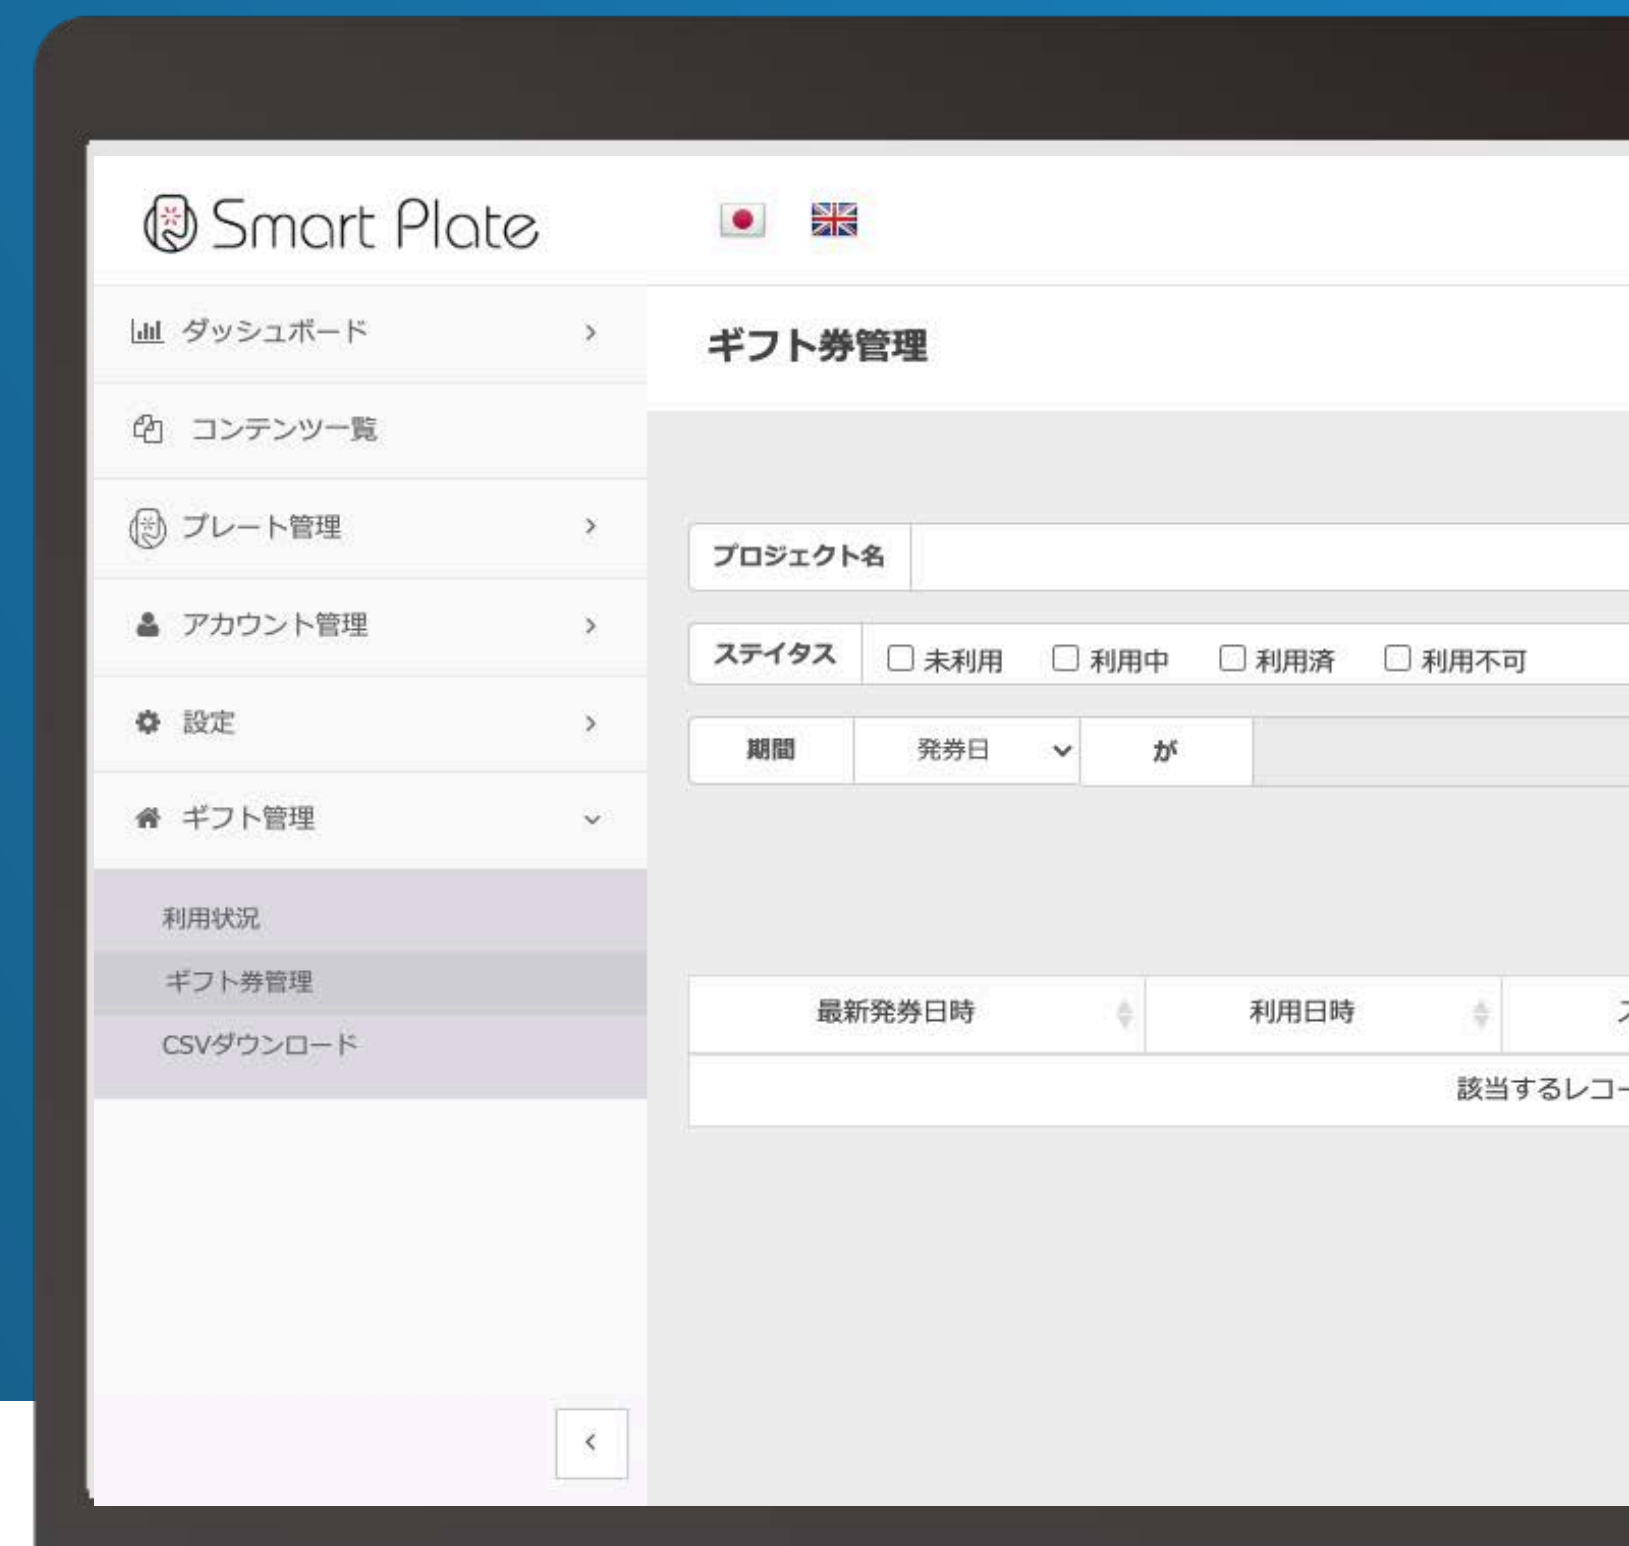 Smart Plate
ダッシュボード
コンテンツ一覧
プレート管理
アカウント管理
設定
ギフト管理
利用状況
ギフト券管理
CSVダウンロード
ギフト券管理
プロジェクト名
ステイタス 未利用 利用中 利用済 利用不可
期間 発券日 が
最新発券日時 利用日時
該当するレコー